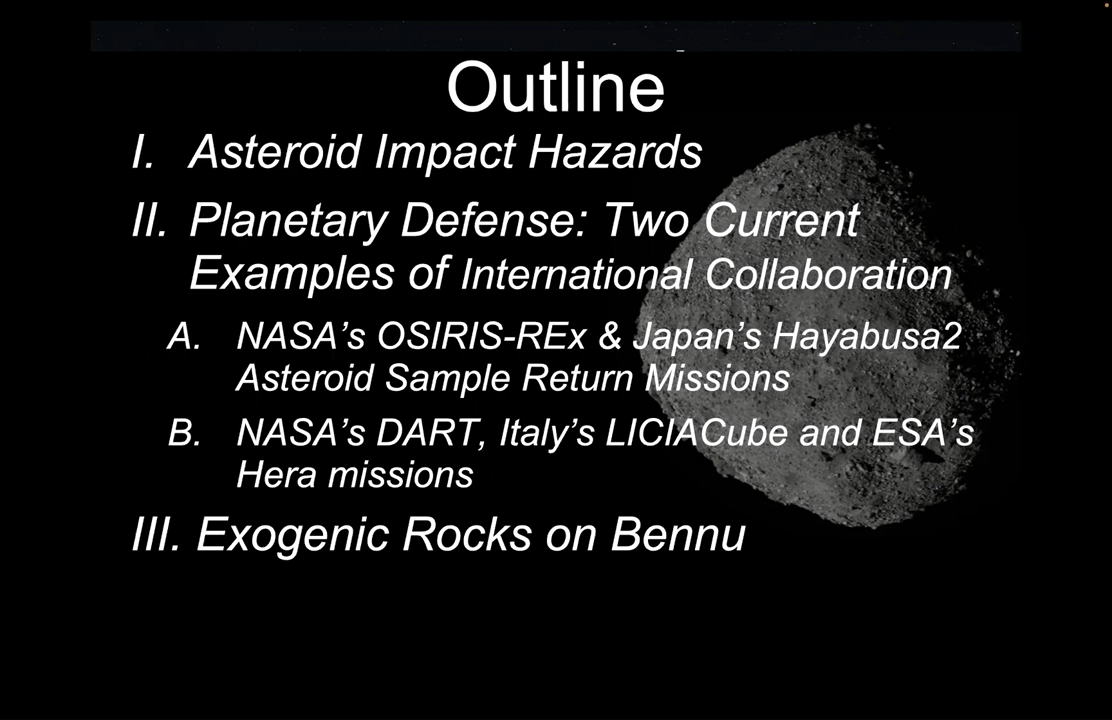 Outline
I. Asteroid Impact Hazards
II. Planetary Defense: Two Current
Examples of International Collaboration
A. NASA’s OSIRIS-REx & Japan’s Hayabusa2
Asteroid Sample Return Missions
B. NASA’s DART, Italy’s LICIACube and ESA’s
Hera missions
III. Exogenic Rocks on Bennu